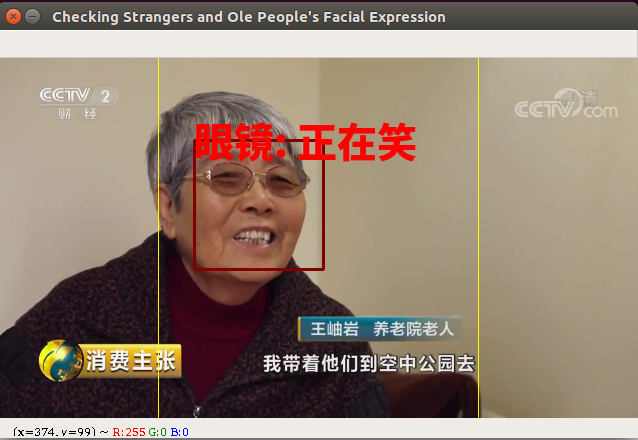 Checking Strangers and Ole People's Facial Expression
CCTV 2
财 经
高清
CCTV.com
眼镜: 正在笑
王岫岩 养老院老人
消费主张
我带着他们到空中公园去
(x=374, y=99) ~ R:255 G:0 B:0